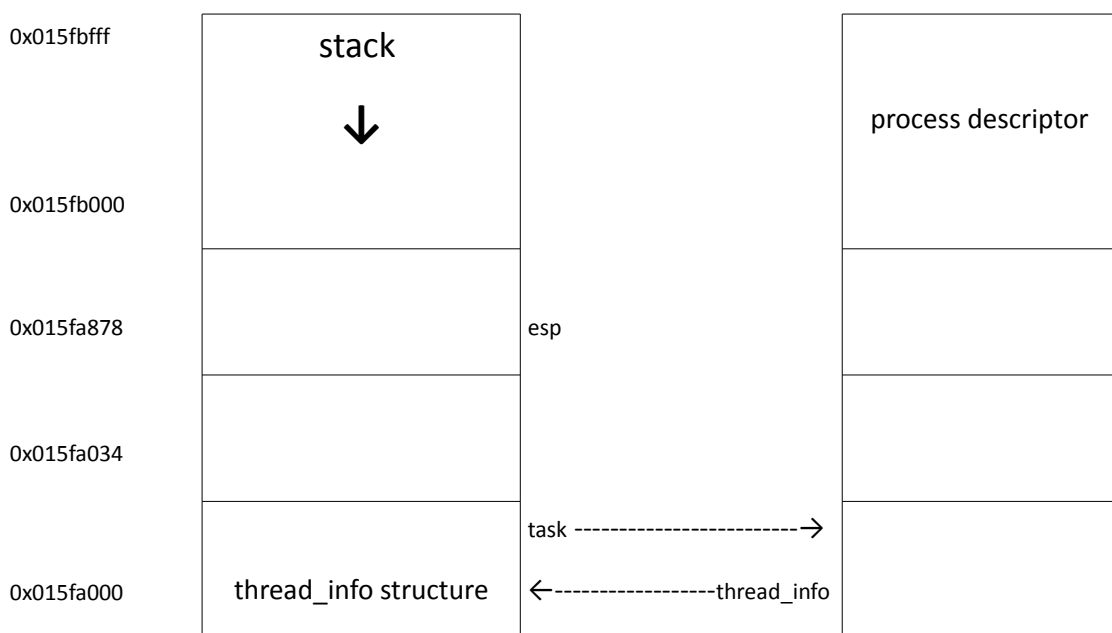 0x015fbfff
stack
process descriptor
0x015fb000
0x015fa878
esp
0x015fa034
task
0x015fa000
thread_info structure
thread_info